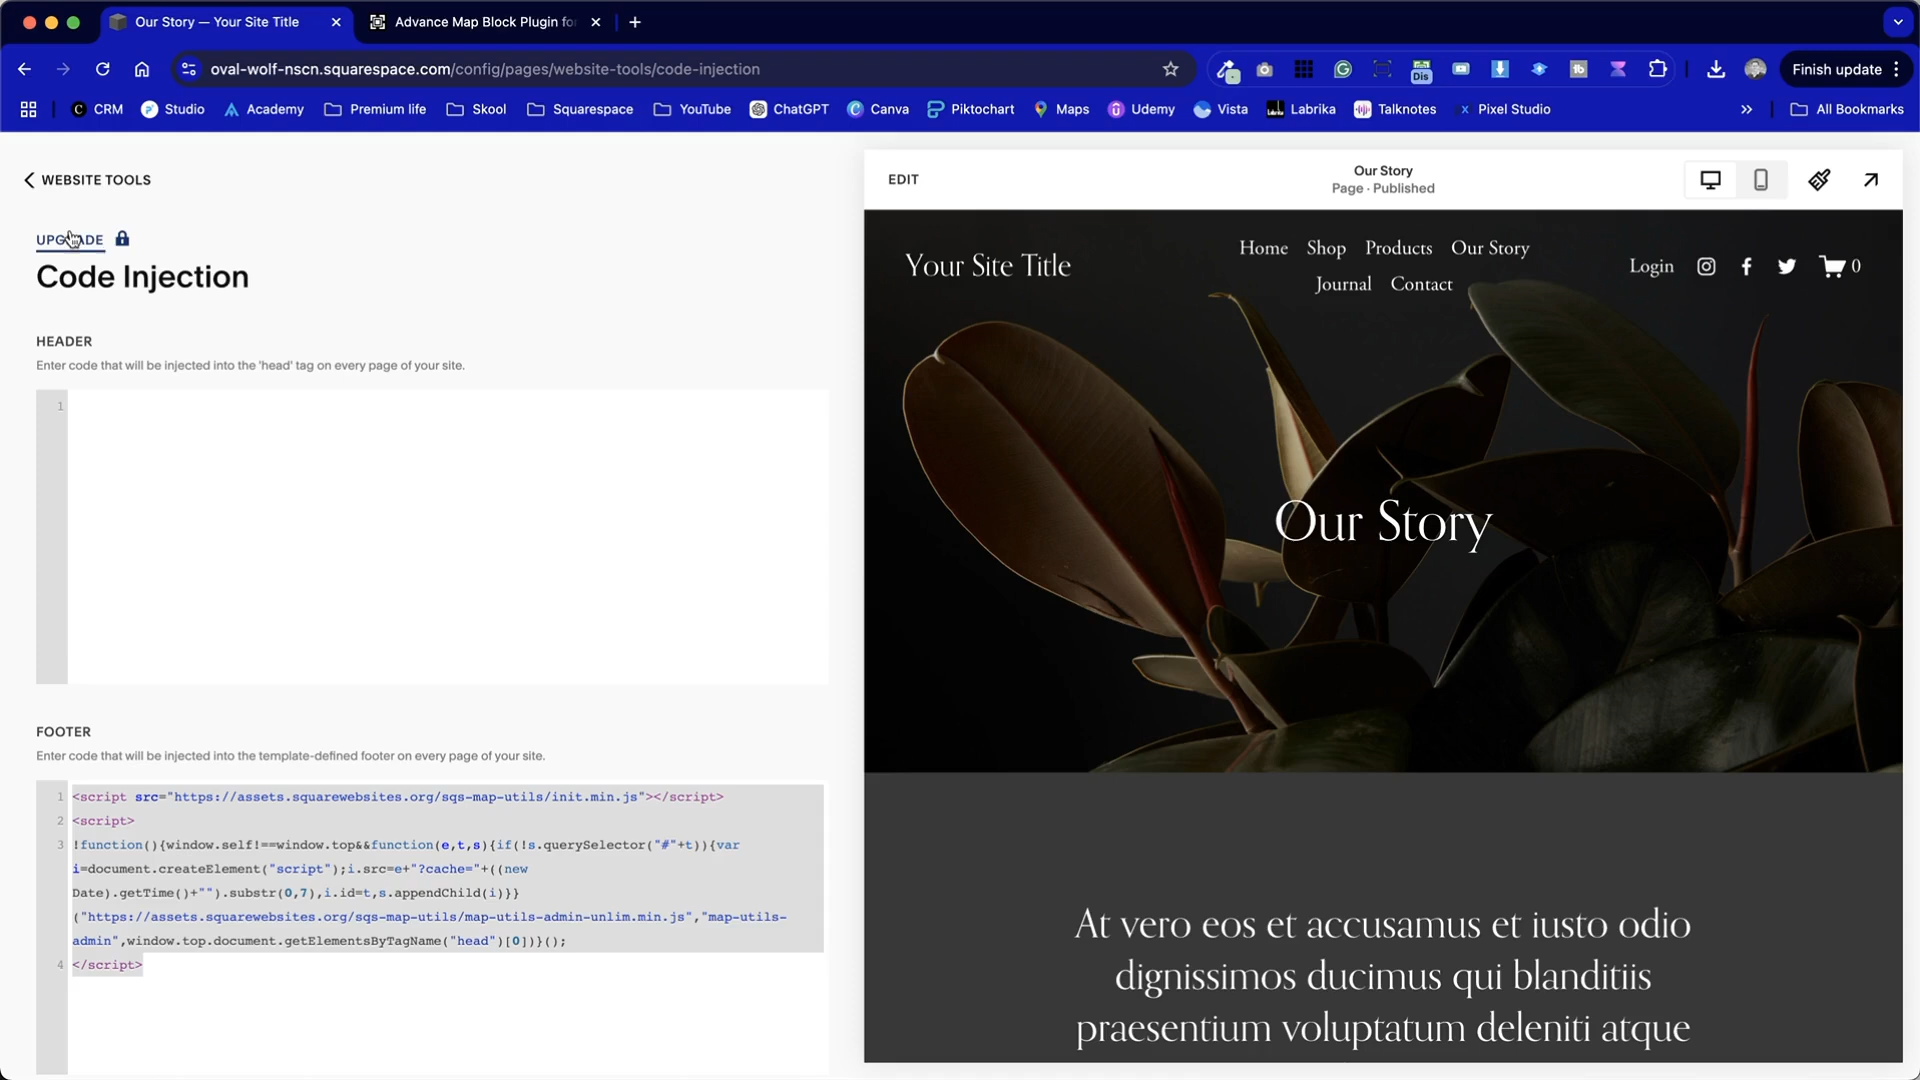 Our Story — Your Site Title
Advance Map Block Plugin fo
oval-wolf-nscn.squarespace.com/config/pages/website-tools/code-injection
Dis
Finish update
CRM
Studio
Academy
Premium life
Skool
Squarespace
YouTube
ChatGPT
Canva
Piktochart
Maps
Udemy
Vista
Labrika
Talknotes
Pixel Studio
All Bookmarks
WEBSITE TOOLS
UPGRADE
Code Injection
HEADER
Enter code that will be injected into the 'head' tag on every page of your site.
1
FOOTER
Enter code that will be injected into the template-defined footer on every page of your site.
1 <script src="https://assets.squarewebsites.org/sqs-map-utils/init.min.js"></script>
2 <script>
3 !function(){window.self!==window.top&&function(e,t,s){if(!s.querySelector("#"+t)){var
i=document.createElement("script");i.src=e+"?cache="+((new
Date).getTime()+"").substr(0,7),i.id=t,s.appendChild(i)}}
("https://assets.squarewebsites.org/sqs-map-utils/map-utils-admin-unlim.min.js","map-utils-
admin",window.top.document.getElementsByTagName("head")[0])}();
4 </script>
EDIT
Our Story
Page · Published
Your Site Title
Home Shop Products Our Story
Journal Contact
Login
0
Our Story
At vero eos et accusamus et iusto odio
dignissimos ducimus qui blanditiis
praesentium voluptatum deleniti atque